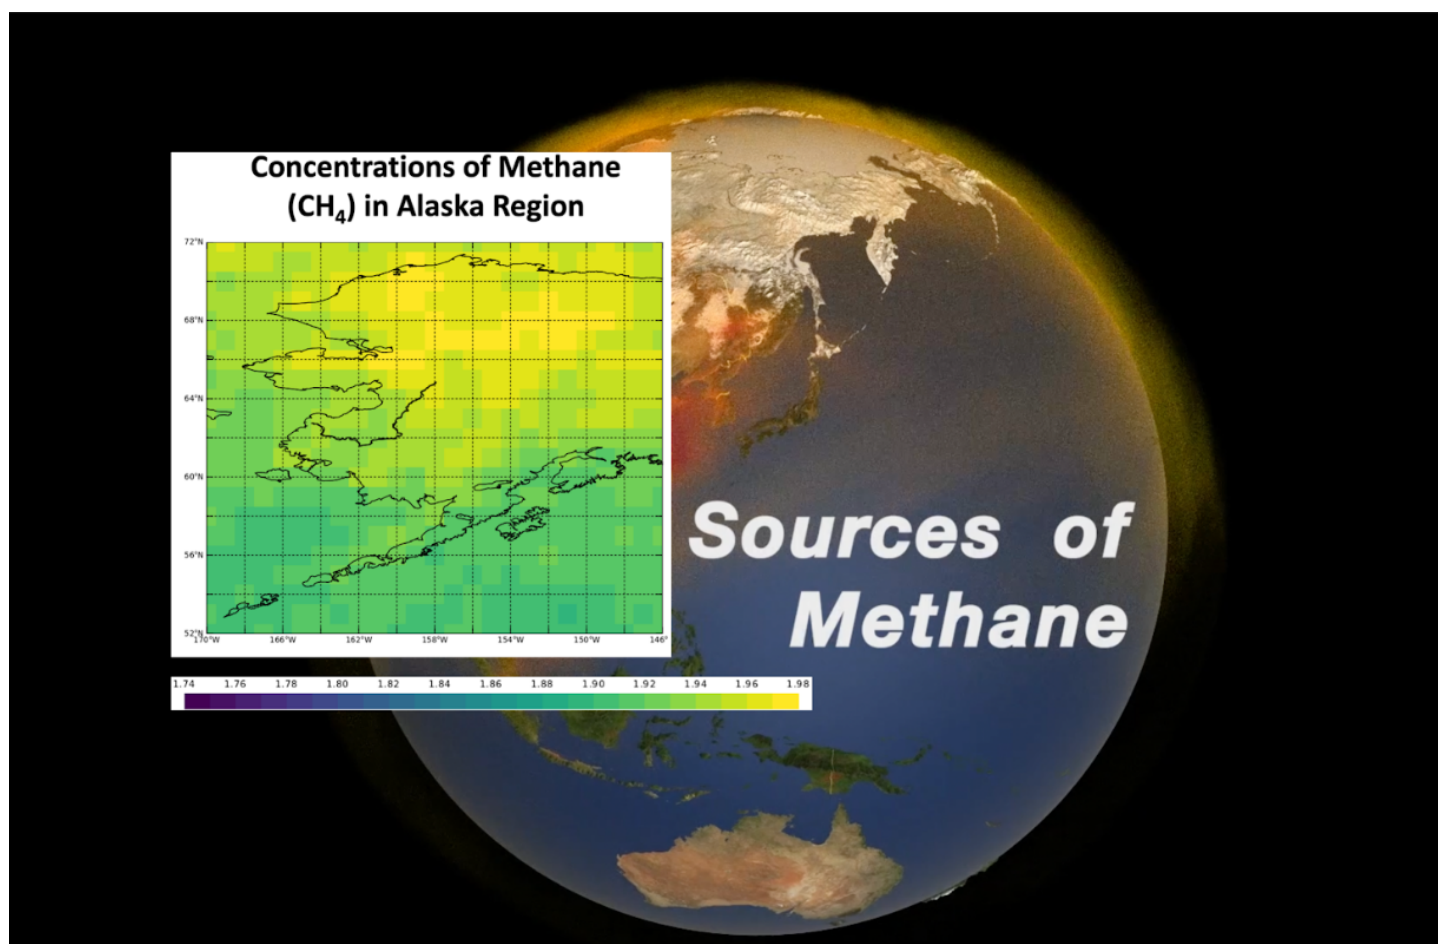 Concentrations of Methane
(CH₄) in Alaska Region
72°N
68°N
64°N
60°N
56°N
52°N
170°W 166°W 162°W 158°W 154°W 150°W 146°
1.74 1.76 1.78 1.80 1.82 1.84 1.86 1.88 1.90 1.92 1.94 1.96 1.98
Sources of
Methane